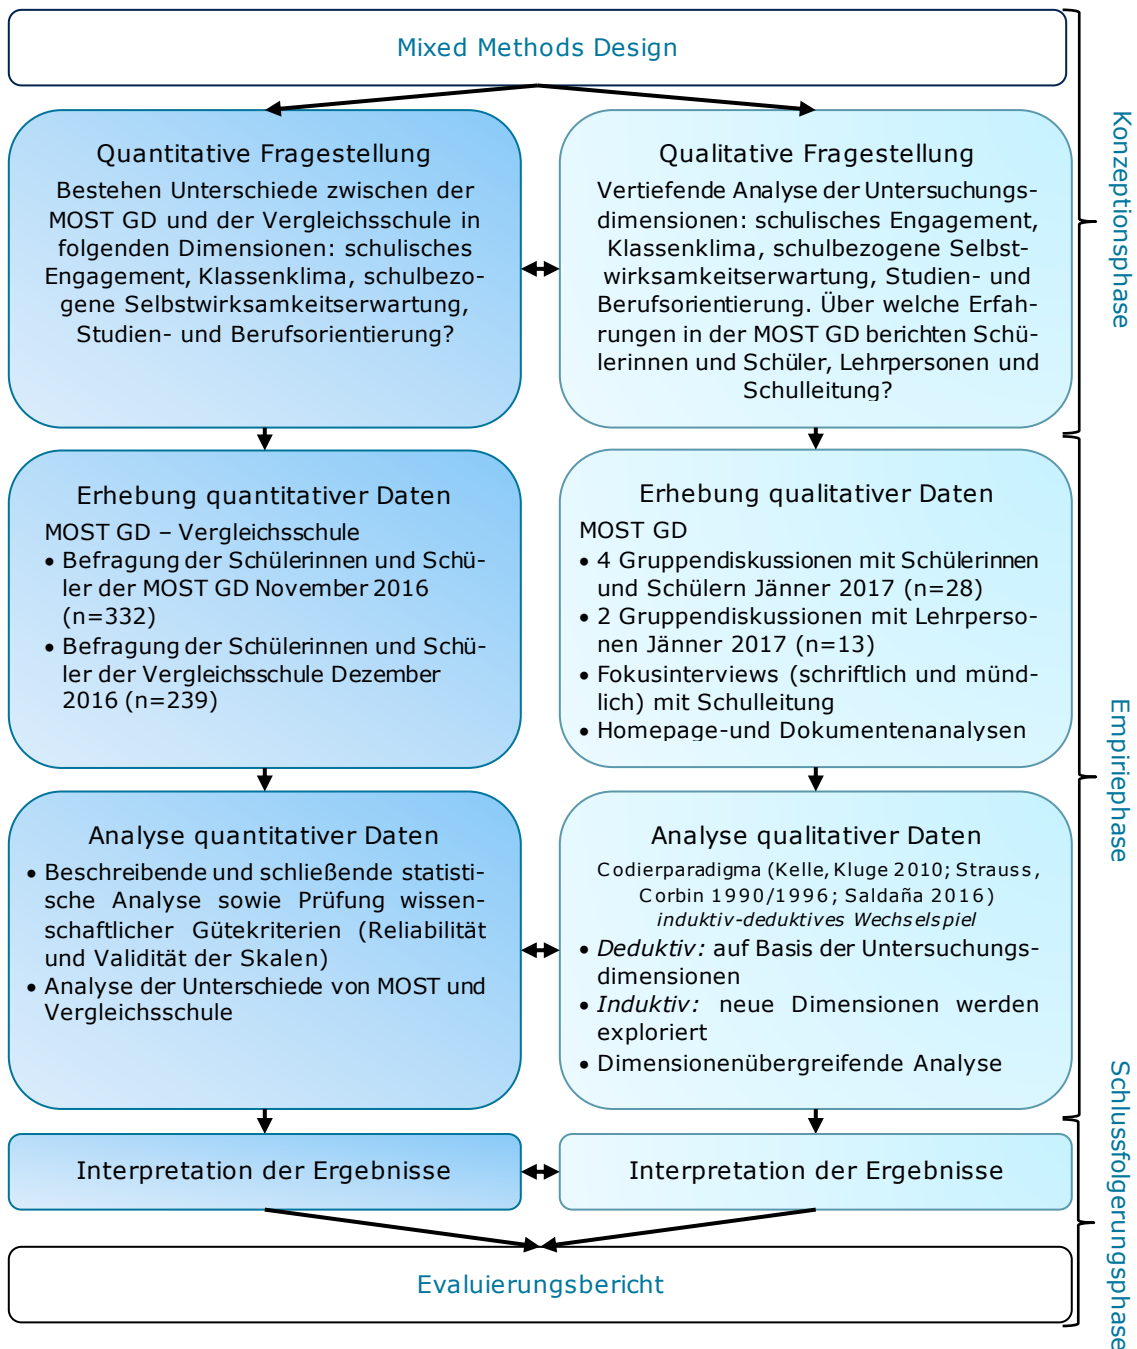 Mixed Methods Design
Quantitative Fragestellung
Bestehen Unterschiede zwischen der
MOST GD und der Vergleichsschule in
folgenden Dimensionen: schulisches
Engagement, Klassenklima, schulbezo-
gene Selbstwirksamkeitserwartung,
Studien- und Berufsorientierung?
Qualitative Fragestellung
Vertiefende Analyse der Untersuchungs-
dimensionen: schulisches Engagement,
Klassenklima, schulbezogene Selbst-
wirksamkeitserwartung, Studien- und
Berufsorientierung. Über welche Erfah-
rungen in der MOST GD berichten Schü-
lerinnen und Schüler, Lehrpersonen und
Schulleitung?
Konzeptionsphase
Erhebung quantitativer Daten
MOST GD – Vergleichsschule
• Befragung der Schülerinnen und Schü-
ler der MOST GD November 2016
(n=332)
• Befragung der Schülerinnen und Schü-
ler der Vergleichsschule Dezember
2016 (n=239)
Erhebung qualitativer Daten
MOST GD
• 4 Gruppendiskussionen mit Schülerinnen
und Schülern Jänner 2017 (n=28)
• 2 Gruppendiskussionen mit Lehrperso-
nen Jänner 2017 (n=13)
• Fokusinterviews (schriftlich und münd-
lich) mit Schulleitung
• Homepage-und Dokumentenanalysen
Analyse quantitativer Daten
• Beschreibende und schließende statisti-
sche Analyse sowie Prüfung wissen-
schaftlicher Gütekriterien (Reliabilität
und Validität der Skalen)
• Analyse der Unterschiede von MOST und
Vergleichsschule
Analyse qualitativer Daten
Codierparadigma (Kelle, Kluge 2010; Strauss,
Corbin 1990/1996; Saldaña 2016)
induktiv-deduktives Wechselspiel
• Deduktiv: auf Basis der Untersuchungs-
dimensionen
• Induktiv: neue Dimensionen werden
exploriert
• Dimensionenübergreifende Analyse
Empiriephase
Interpretation der Ergebnisse
Interpretation der Ergebnisse
Evaluierungsbericht
Schlussfolgerungsphase